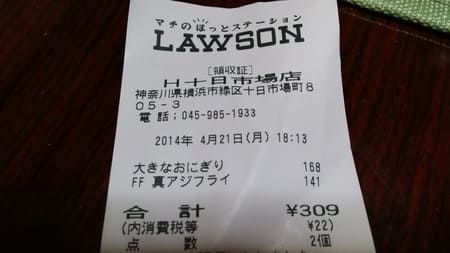 マチのほっとステーション
LAWSON
[領収証]
H十日市場店
神奈川県横浜市緑区十日市場町8
05-3
電話:045-985-1933
2014年 4月21日(月) 18:13
大きなおにぎり 168
FF 真アジフライ 141
合計 ¥309
(内消費税等 ¥22)
点数 2個